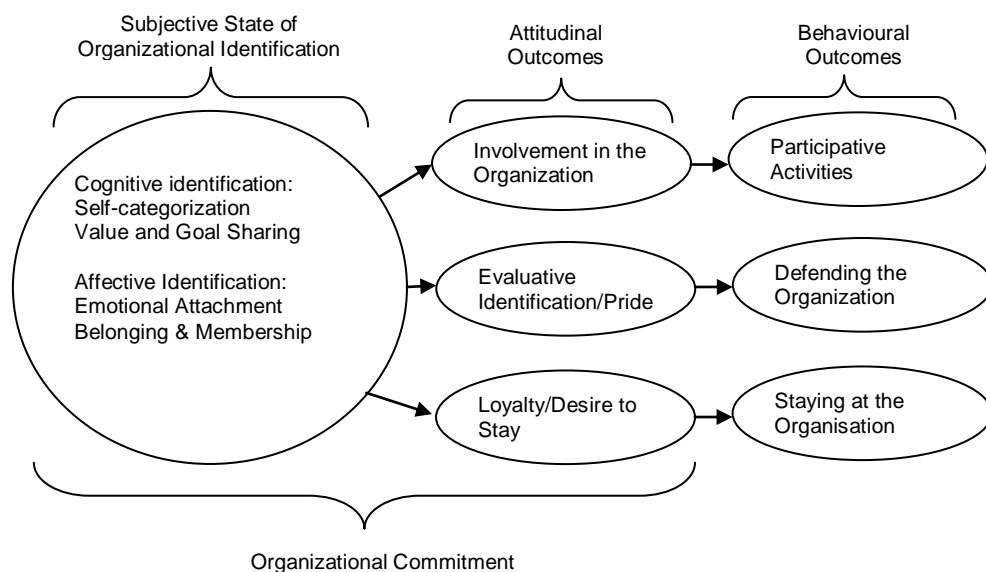 Subjective State of
Organizational Identification
Attitudinal
Outcomes
Behavioural
Outcomes
Cognitive identification:
Self-categorization
Value and Goal Sharing
Affective Identification:
Emotional Attachment
Belonging & Membership
Involvement in the
Organization
Participative
Activities
Evaluative
Identification/Pride
Defending the
Organization
Loyalty/Desire to
Stay
Staying at the
Organisation
Organizational Commitment